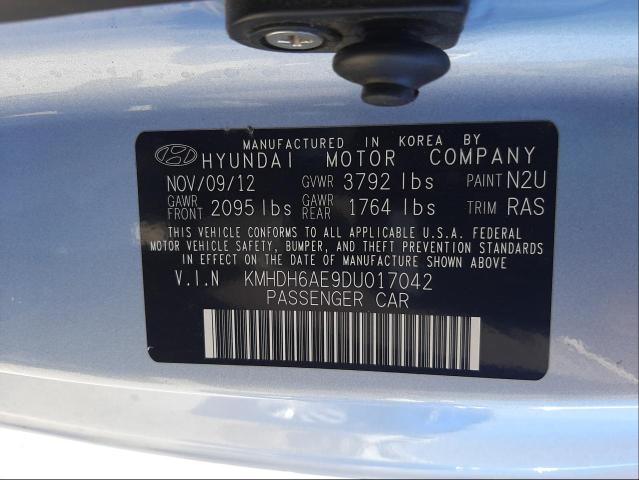 MANUFACTURED IN KOREA BY
HYUNDAI MOTOR COMPANY
NOV/09/12 GVWR 3792 lbs PAINT N2U
GAWR FRONT 2095 lbs GAWR REAR 1764 lbs TRIM RAS
THIS VEHICLE CONFORMS TO ALL APPLICABLE U.S.A. FEDERAL
MOTOR VEHICLE SAFETY, BUMPER, AND THEFT PREVENTION STANDARDS
IN EFFECT ON THE DATE OF MANUFACTURE SHOWN ABOVE.
V.I.N KMHDH6AE9DU017042
PASSENGER CAR